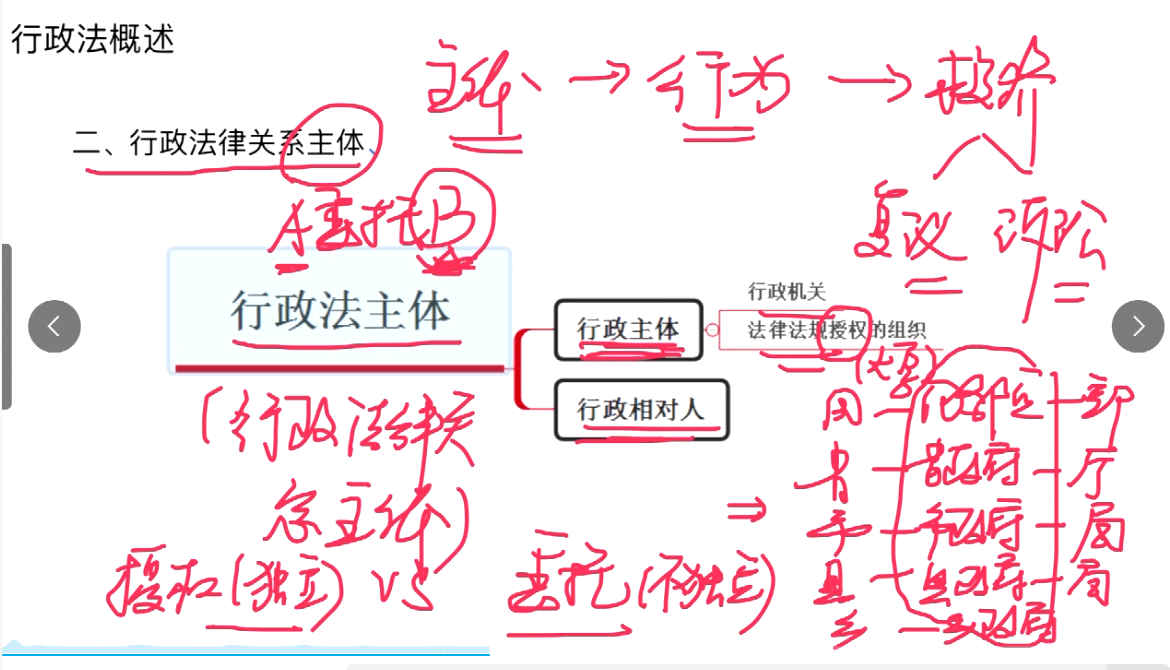 行政法概述
主体 → 行为 → 救济
二、行政法律关系主体
复议 诉讼
A委托B
行政法主体
行政主体
行政机关
法律法规授权的组织
行政相对人
(行政法律关
系主体)
国 — 国务院 — 部
省 — 省政府 — 厅
市 — 市政府 — 局
县 — 县政府 — 局
乡 — 乡政府
授权(独立) VS 委托(不独立) ⇒